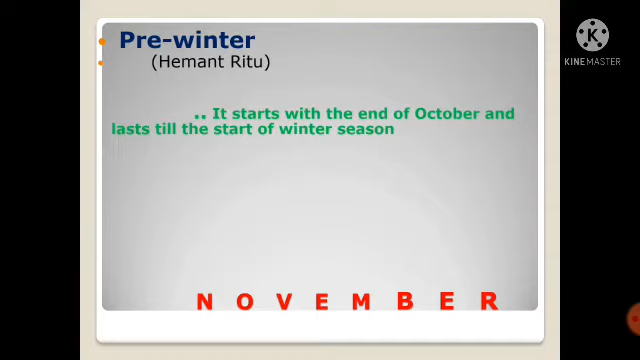 Pre-winter
(Hemant Ritu)
.. It starts with the end of October and
lasts till the start of winter season
N O V E M B E R
K
KINEMASTER